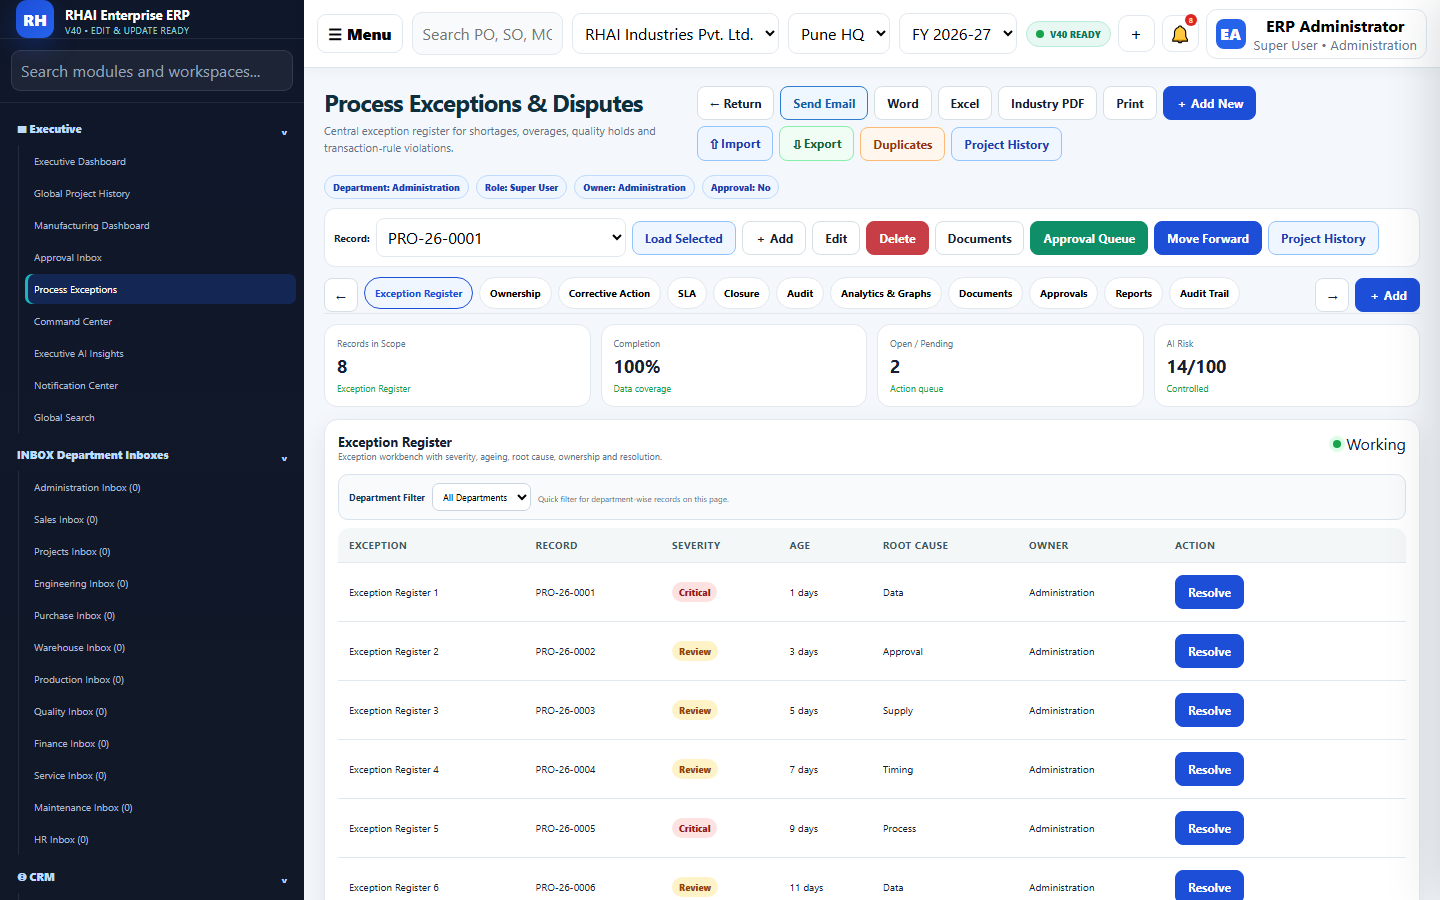 RH
RHAI Enterprise ERP
V40 • EDIT & UPDATE READY
Search modules and workspaces...
Executive
Executive Dashboard
Global Project History
Manufacturing Dashboard
Approval Inbox
Process Exceptions
Command Center
Executive AI Insights
Notification Center
Global Search
INBOX Department Inboxes
Administration Inbox (0)
Sales Inbox (0)
Projects Inbox (0)
Engineering Inbox (0)
Purchase Inbox (0)
Warehouse Inbox (0)
Production Inbox (0)
Quality Inbox (0)
Finance Inbox (0)
Service Inbox (0)
Maintenance Inbox (0)
HR Inbox (0)
CRM
☰ Menu
Search PO, SO, MO
RHAI Industries Pvt. Ltd.
Pune HQ
FY 2026-27
V40 READY
+
8
EA
ERP Administrator
Super User • Administration
Process Exceptions & Disputes
Central exception register for shortages, overages, quality holds and
transaction-rule violations.
← Return
Send Email
Word
Excel
Industry PDF
Print
+ Add New
⇧ Import
⇩ Export
Duplicates
Project History
Department: Administration
Role: Super User
Owner: Administration
Approval: No
Record:
PRO-26-0001
Load Selected
+ Add
Edit
Delete
Documents
Approval Queue
Move Forward
Project History
←
Exception Register
Ownership
Corrective Action
SLA
Closure
Audit
Analytics & Graphs
Documents
Approvals
Reports
Audit Trail
→
+ Add
Records in Scope
8
Exception Register
Completion
100%
Data coverage
Open / Pending
2
Action queue
AI Risk
14/100
Controlled
Exception Register
Exception workbench with severity, ageing, root cause, ownership and resolution.
Working
Department Filter
All Departments
Quick filter for department-wise records on this page.
EXCEPTION RECORD SEVERITY AGE ROOT CAUSE OWNER ACTION
Exception Register 1 PRO-26-0001 Critical 1 days Data Administration Resolve
Exception Register 2 PRO-26-0002 Review 3 days Approval Administration Resolve
Exception Register 3 PRO-26-0003 Review 5 days Supply Administration Resolve
Exception Register 4 PRO-26-0004 Review 7 days Timing Administration Resolve
Exception Register 5 PRO-26-0005 Critical 9 days Process Administration Resolve
Exception Register 6 PRO-26-0006 Review 11 days Data Administration Resolve